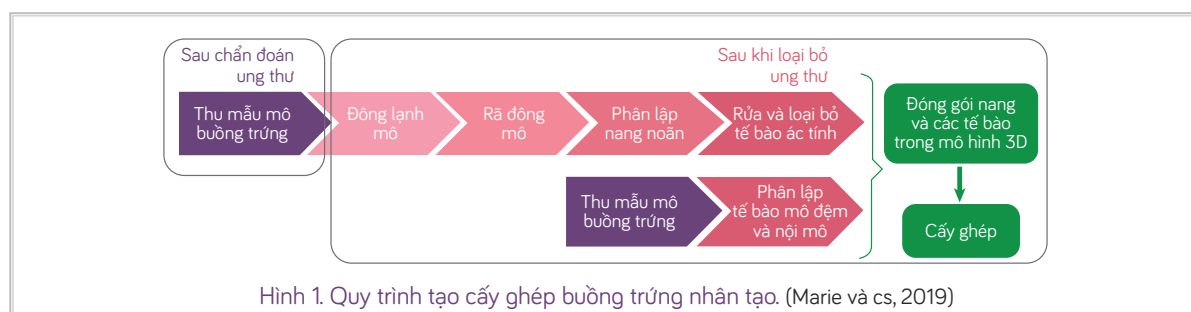 Sau chẩn đoán
ung thư
Thu mẫu mô
buồng trứng
Sau khi loại bỏ
ung thư
Đông lạnh
mô
Rã đông
mô
Phân lập
nang noãn
Rửa và loại bỏ
tế bào ác tính
Thu mẫu mô
buồng trứng
Phân lập
tế bào mô đệm
và nội mô
Đóng gói nang
và các tế bào
trong mô hình 3D
Cấy ghép
Hình 1. Quy trình tạo cấy ghép buồng trứng nhân tạo. (Marie và cs, 2019)